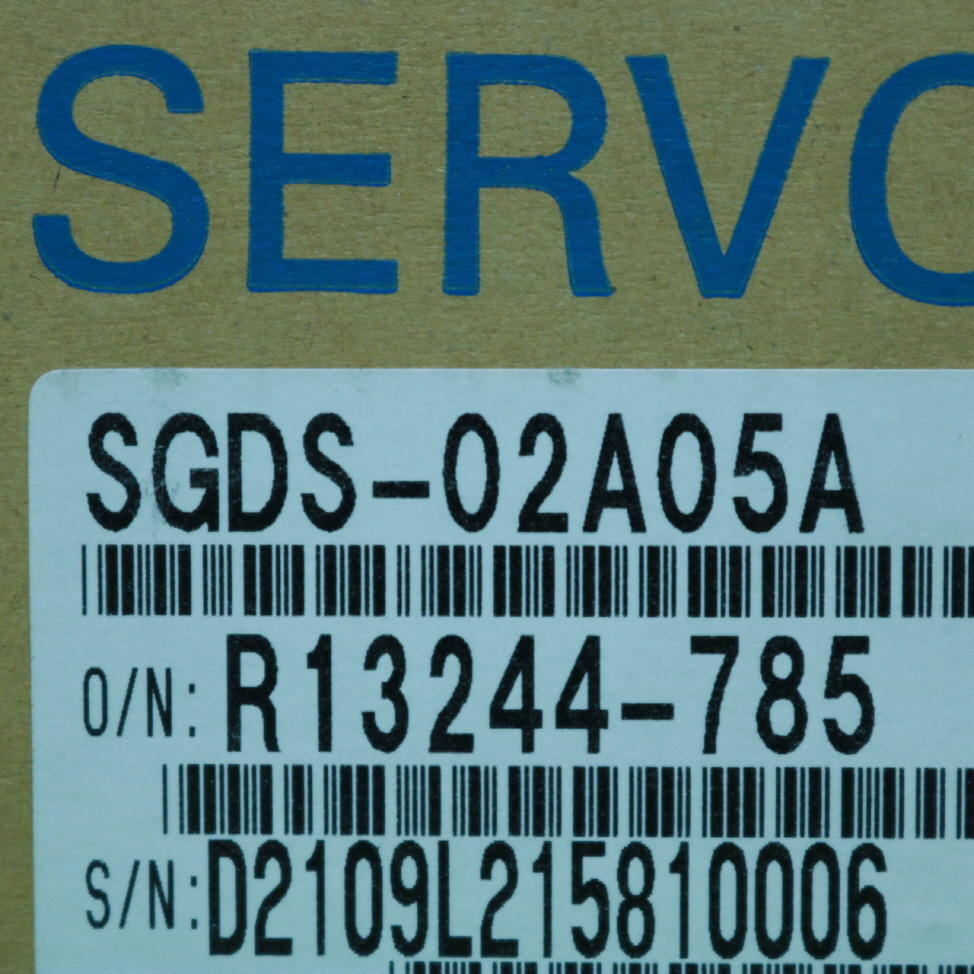 SERVO
SGDS-02A05A
O/N: R13244-785
S/N: D2109L215810006